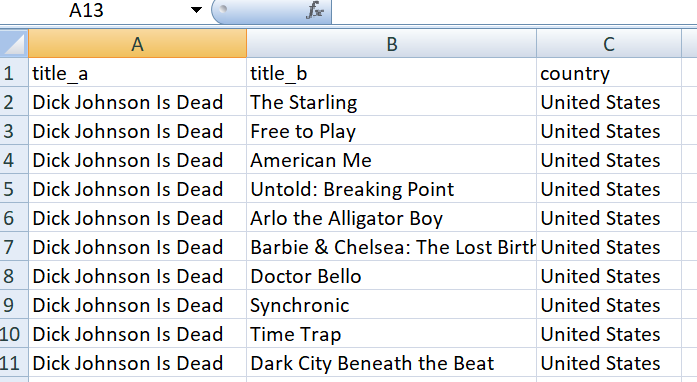 A13 fx
A B C
1 title_a title_b country
2 Dick Johnson Is Dead The Starling United States
3 Dick Johnson Is Dead Free to Play United States
4 Dick Johnson Is Dead American Me United States
5 Dick Johnson Is Dead Untold: Breaking Point United States
6 Dick Johnson Is Dead Arlo the Alligator Boy United States
7 Dick Johnson Is Dead Barbie & Chelsea: The Lost Birth United States
8 Dick Johnson Is Dead Doctor Bello United States
9 Dick Johnson Is Dead Synchronic United States
10 Dick Johnson Is Dead Time Trap United States
11 Dick Johnson Is Dead Dark City Beneath the Beat United States